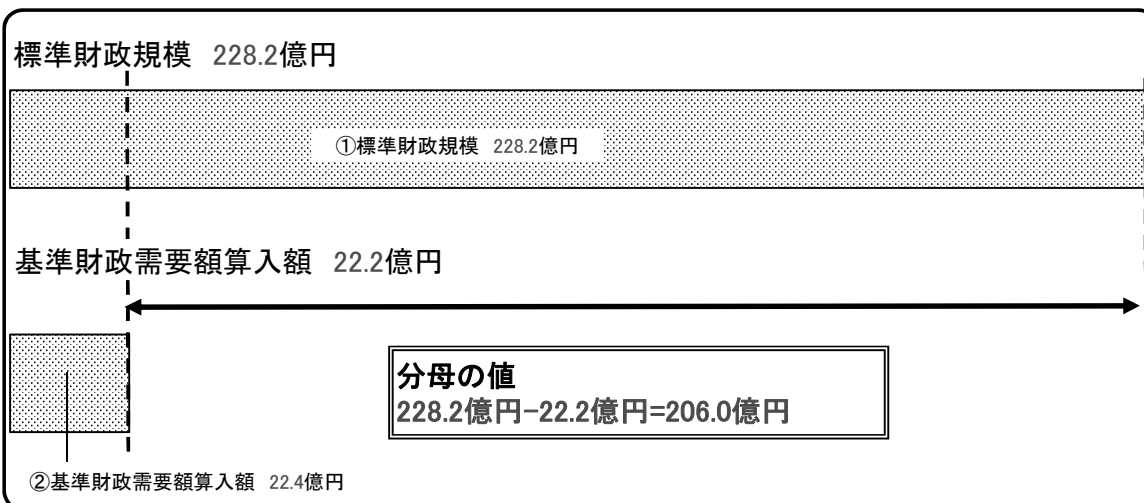 標準財政規模 228.2億円
①標準財政規模 228.2億円
基準財政需要額算入額 22.2億円
分母の値
228.2億円-22.2億円=206.0億円
②基準財政需要額算入額 22.4億円